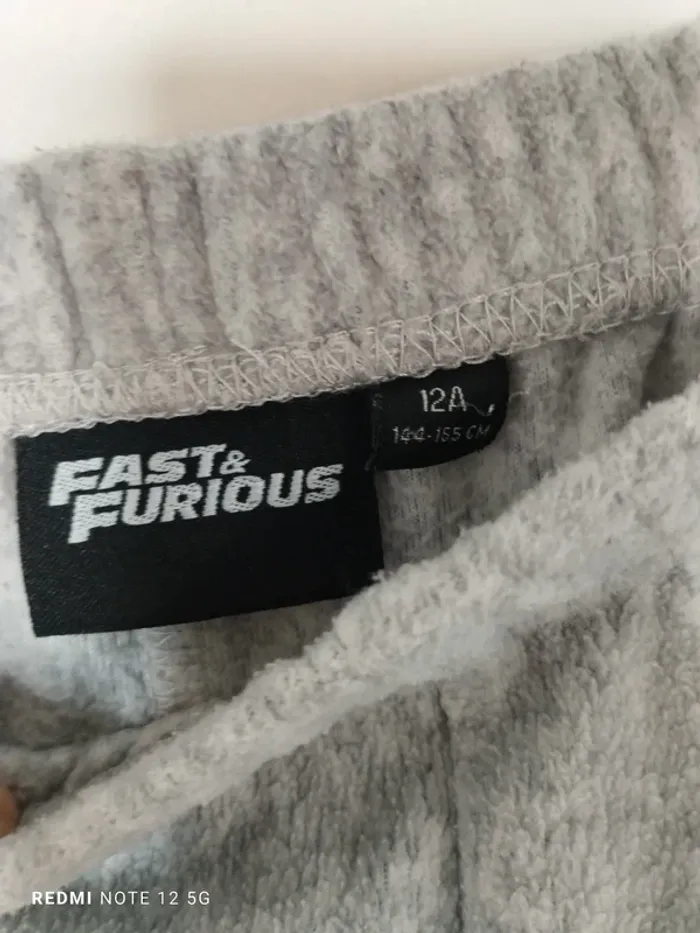 FAST&
FURIOUS
12A
144-155 CM
REDMI NOTE 12 5G